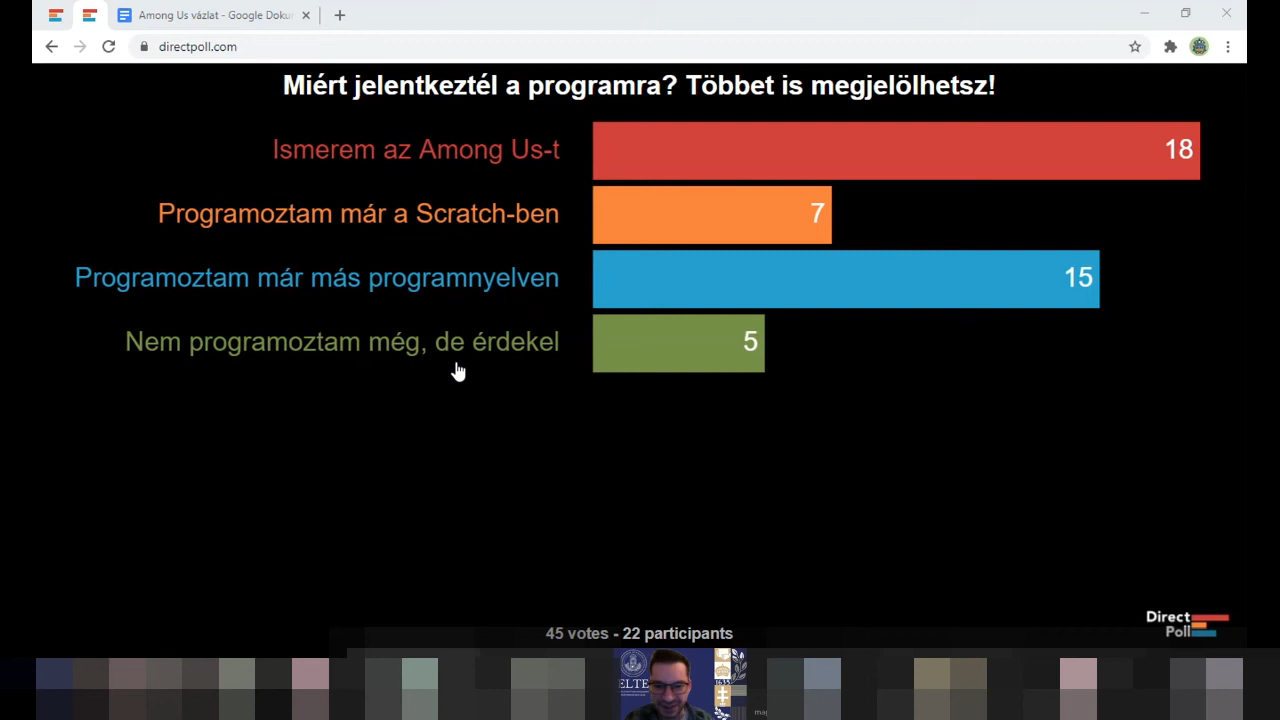 Among Us vázlat - Google Doku
directpoll.com
Miért jelentkeztél a programra? Többet is megjelölhetsz!
Ismerem az Among Us-t 18
Programoztam már a Scratch-ben 7
Programoztam már más programnyelven 15
Nem programoztam még, de érdekel 5
Direct
Poll
45 votes - 22 participants
ELTE
1635